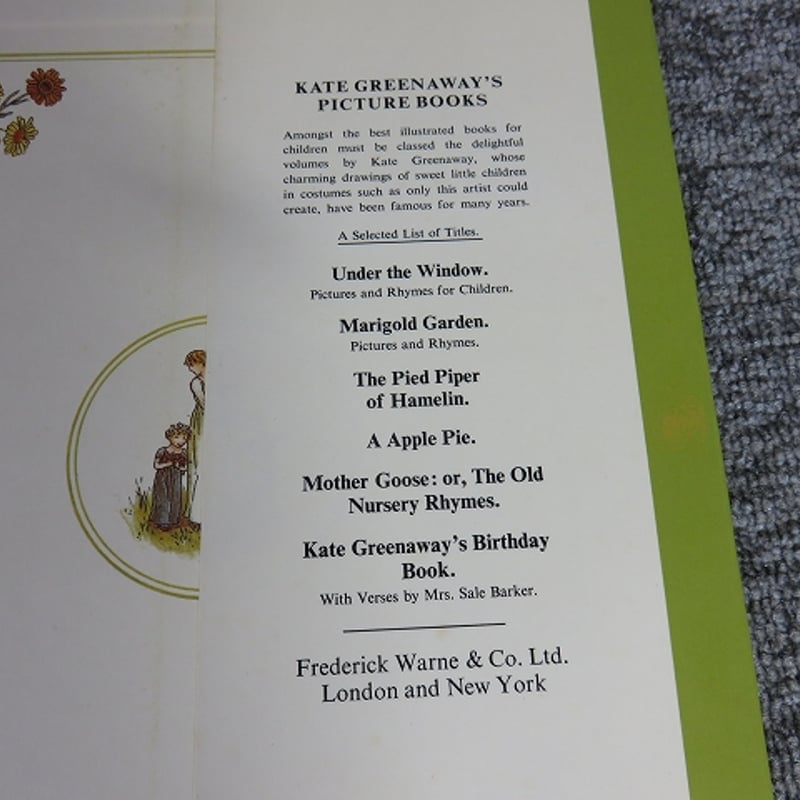 KATE GREENAWAY'S
PICTURE BOOKS
Amongst the best illustrated books for
children must be classed the delightful
volumes by Kate Greenaway, whose
charming drawings of sweet little children
in costumes such as only this artist could
create, have been famous for many years.
A Selected List of Titles.
Under the Window.
Pictures and Rhymes for Children.
Marigold Garden.
Pictures and Rhymes.
The Pied Piper
of Hamelin.
A Apple Pie.
Mother Goose: or, The Old
Nursery Rhymes.
Kate Greenaway's Birthday
Book.
With Verses by Mrs. Sale Barker.
Frederick Warne & Co. Ltd.
London and New York